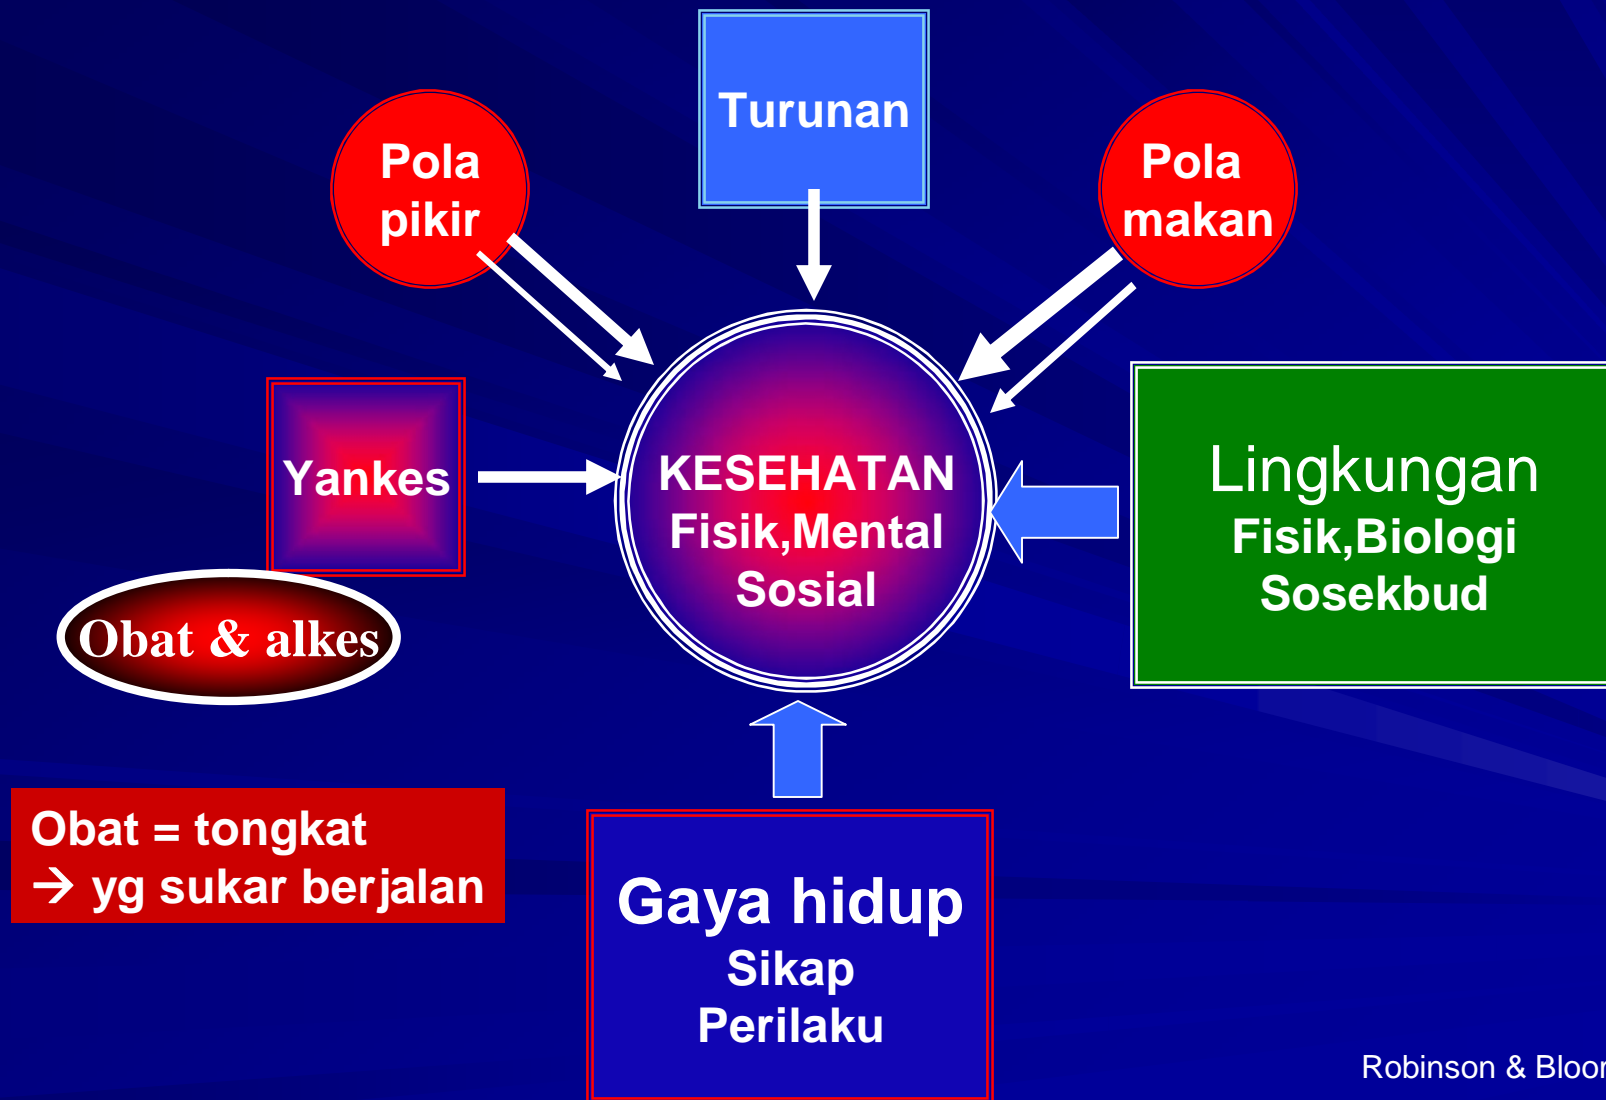 Turunan
Pola
pikir
Pola
makan
Yankes
KESEHATAN
Fisik,Mental
Sosial
Lingkungan
Fisik,Biologi
Sosekbud
Obat & alkes
Obat = tongkat
→ yg sukar berjalan
Gaya hidup
Sikap
Perilaku
Robinson &